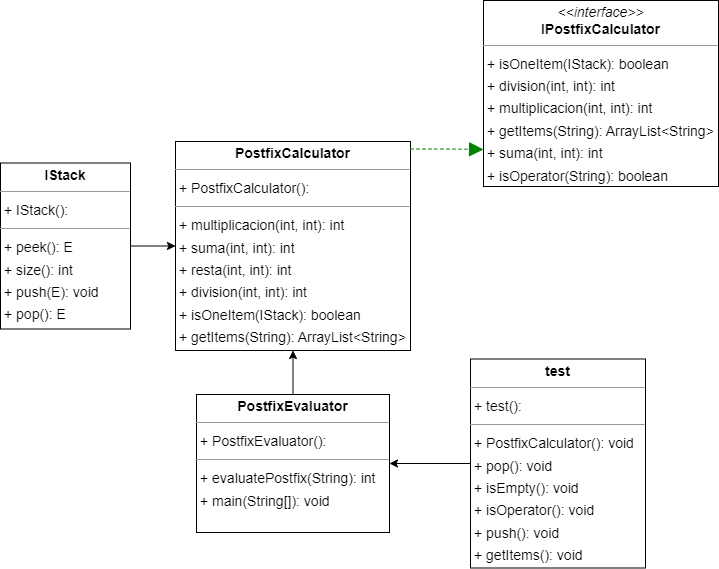 <<interface>>
IPostfixCalculator
+ isOneItem(IStack): boolean
+ division(int, int): int
+ multiplicacion(int, int): int
+ getItems(String): ArrayList<String>
+ suma(int, int): int
+ isOperator(String): boolean
PostfixCalculator
+ PostfixCalculator():
+ multiplicacion(int, int): int
+ suma(int, int): int
+ resta(int, int): int
+ división(int, int): int
+ isOneItem(IStack): boolean
+ getItems(String): ArrayList<String>
IStack
+ IStack():
+ peek(): E
+ size(): int
+ push(E): void
+ pop(): E
PostfixEvaluator
+ PostfixEvaluator():
+ evaluatePostfix(String): int
+ main(String[]): void
test
+ test():
+ PostfixCalculator(): void
+ pop(): void
+ isEmpty(): void
+ isOperator(): void
+ push(): void
+ getItems(): void